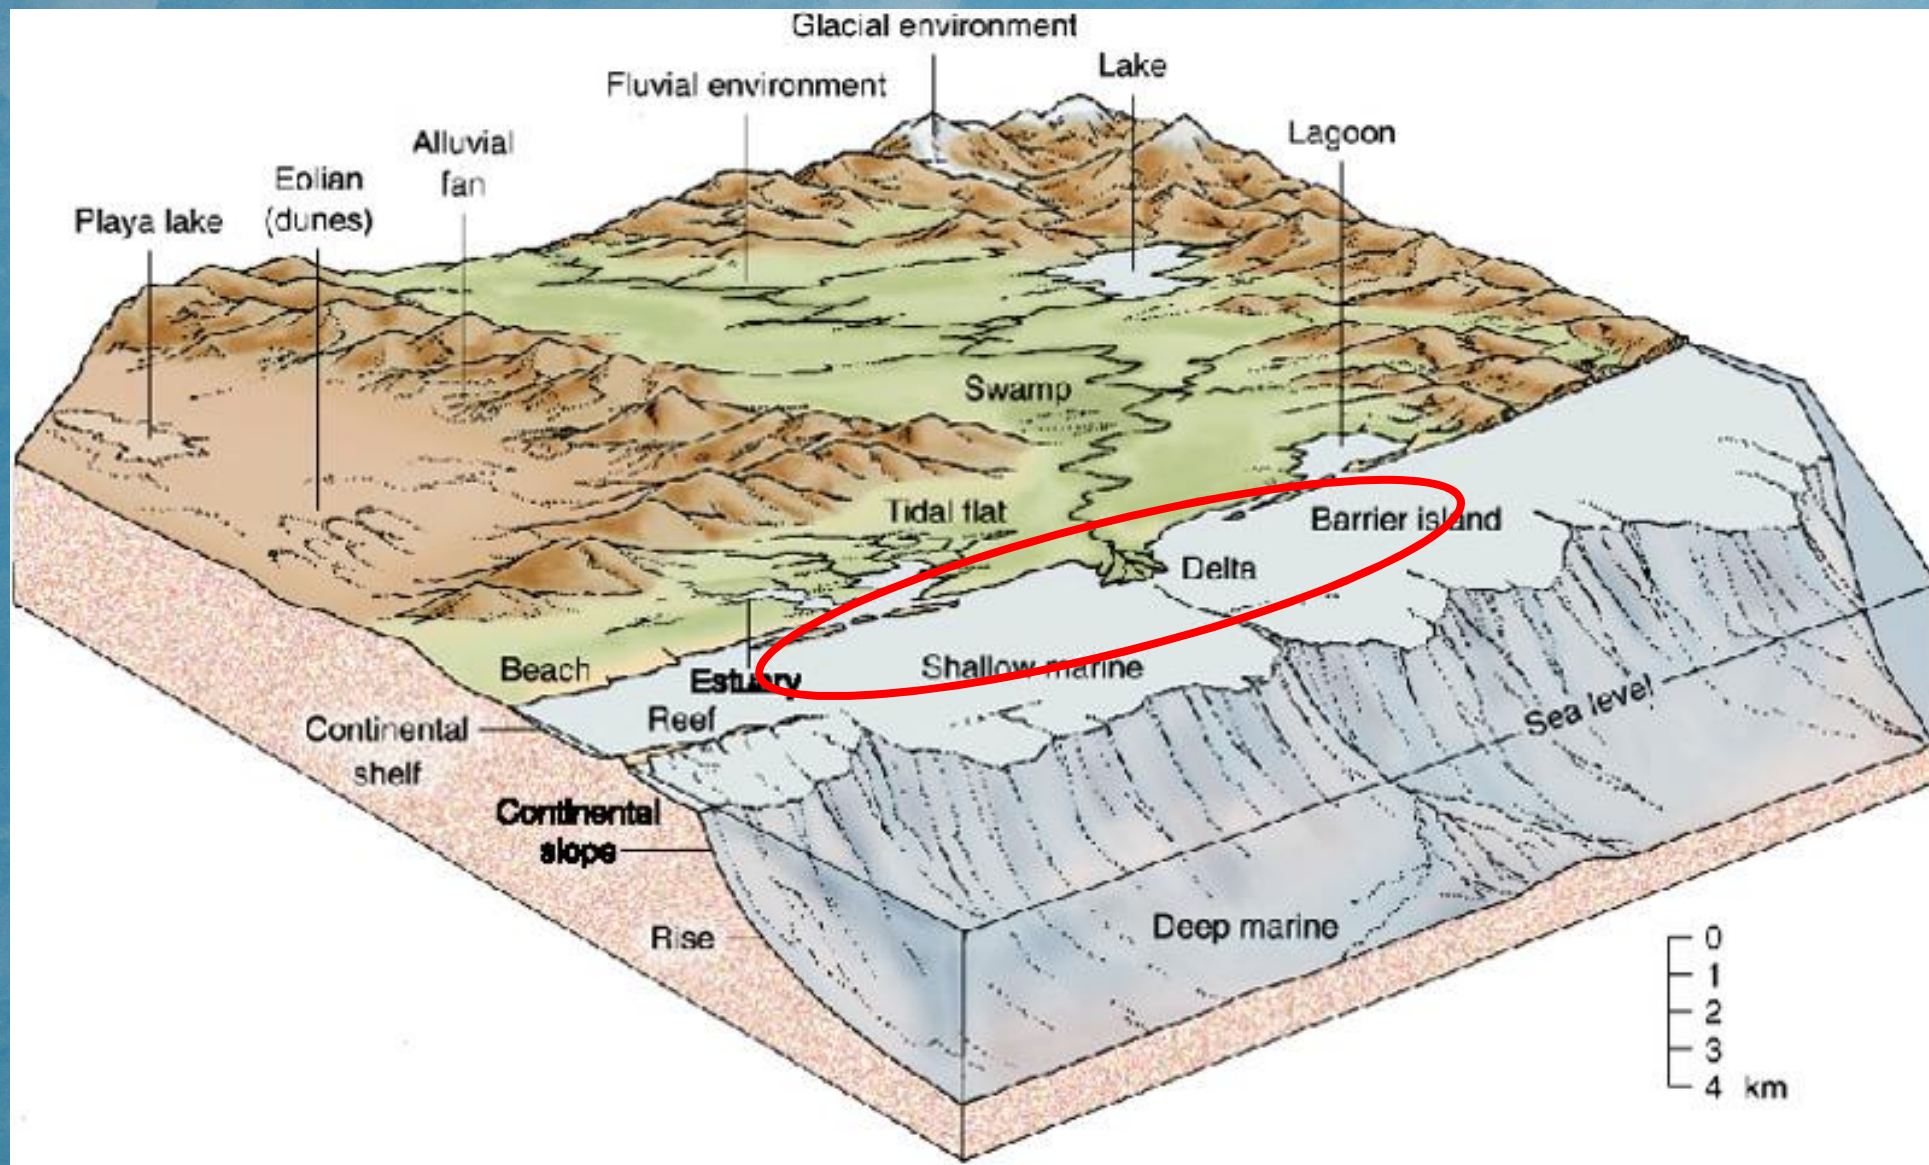 Glacial environment
Fluvial environment
Lake
Alluvial
fan
Lagoon
Eolian
(dunes)
Playa lake
Swamp
Tidal flat
Barrier island
Delta
Beach
Estuary
Shallow marine
Reef
Continental
shelf
Sea level
Continental
slope
Rise
Deep marine
0
1
2
3
4 km